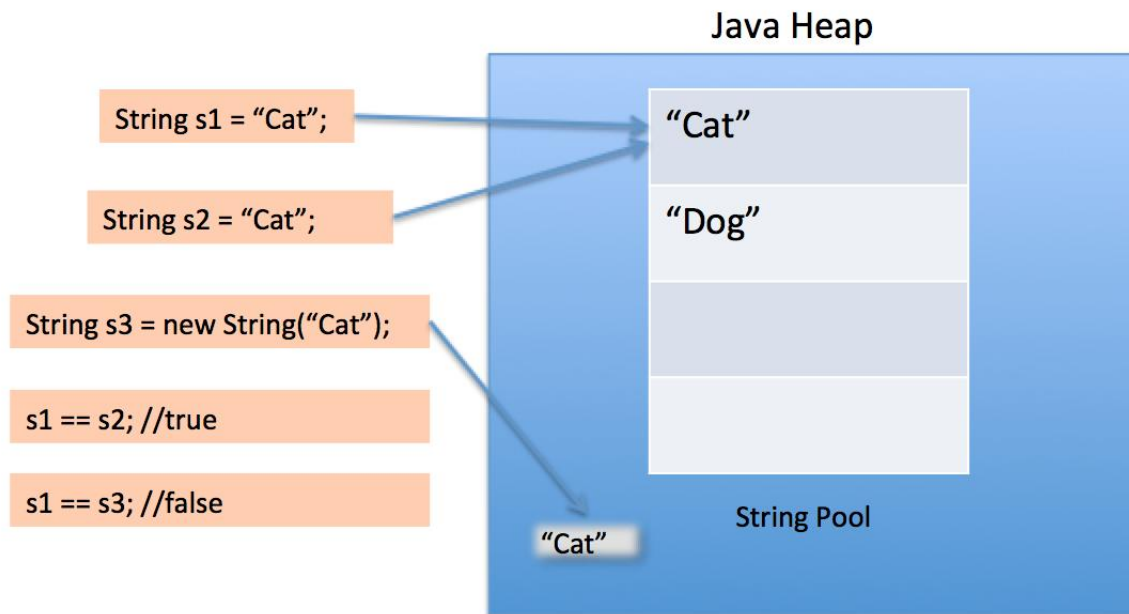 Java Heap
String s1 = “Cat”;
String s2 = “Cat”;
String s3 = new String(“Cat”);
s1 == s2; //true
s1 == s3; //false
“Cat”
“Dog”
String Pool
“Cat”